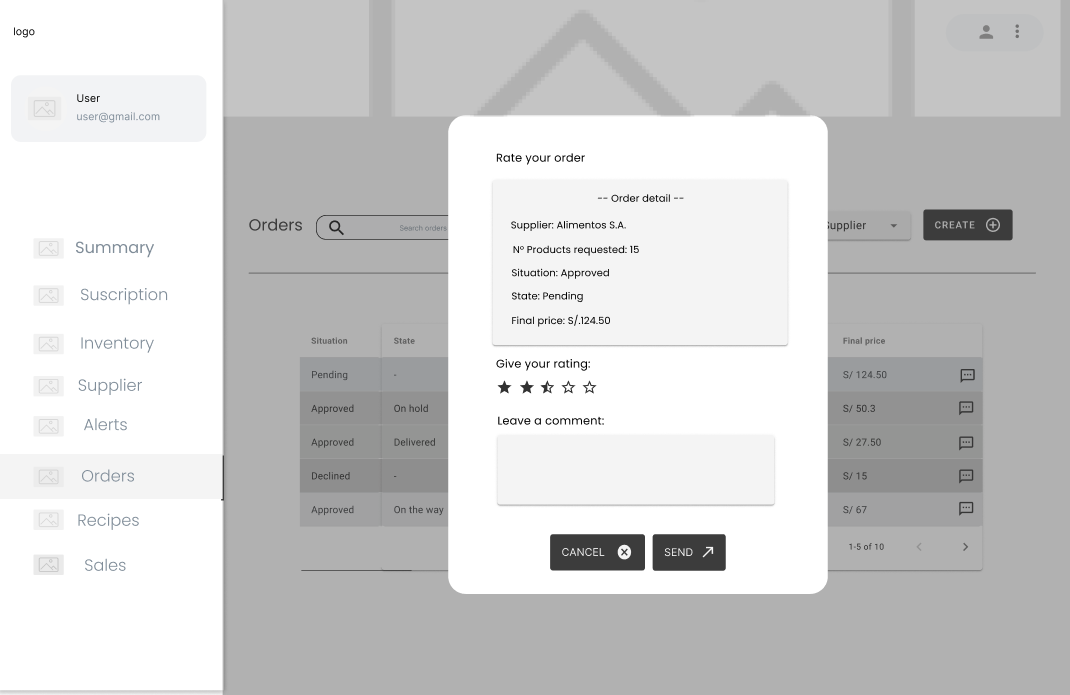 logo
User
user@gmail.com
Summary
Suscription
Inventory
Supplier
Alerts
Orders
Recipes
Sales
Orders
Search orders
Supplier
CREATE
Situation State Final price
Pending - S/ 124.50
Approved On hold S/ 50.3
Approved Delivered S/ 27.50
Declined - S/ 15
Approved On the way S/ 67
1-5 of 10
Rate your order
-- Order detail --
Supplier: Alimentos S.A.
Nº Products requested: 15
Situation: Approved
State: Pending
Final price: S/.124.50
Give your rating:
Leave a comment:
CANCEL
SEND